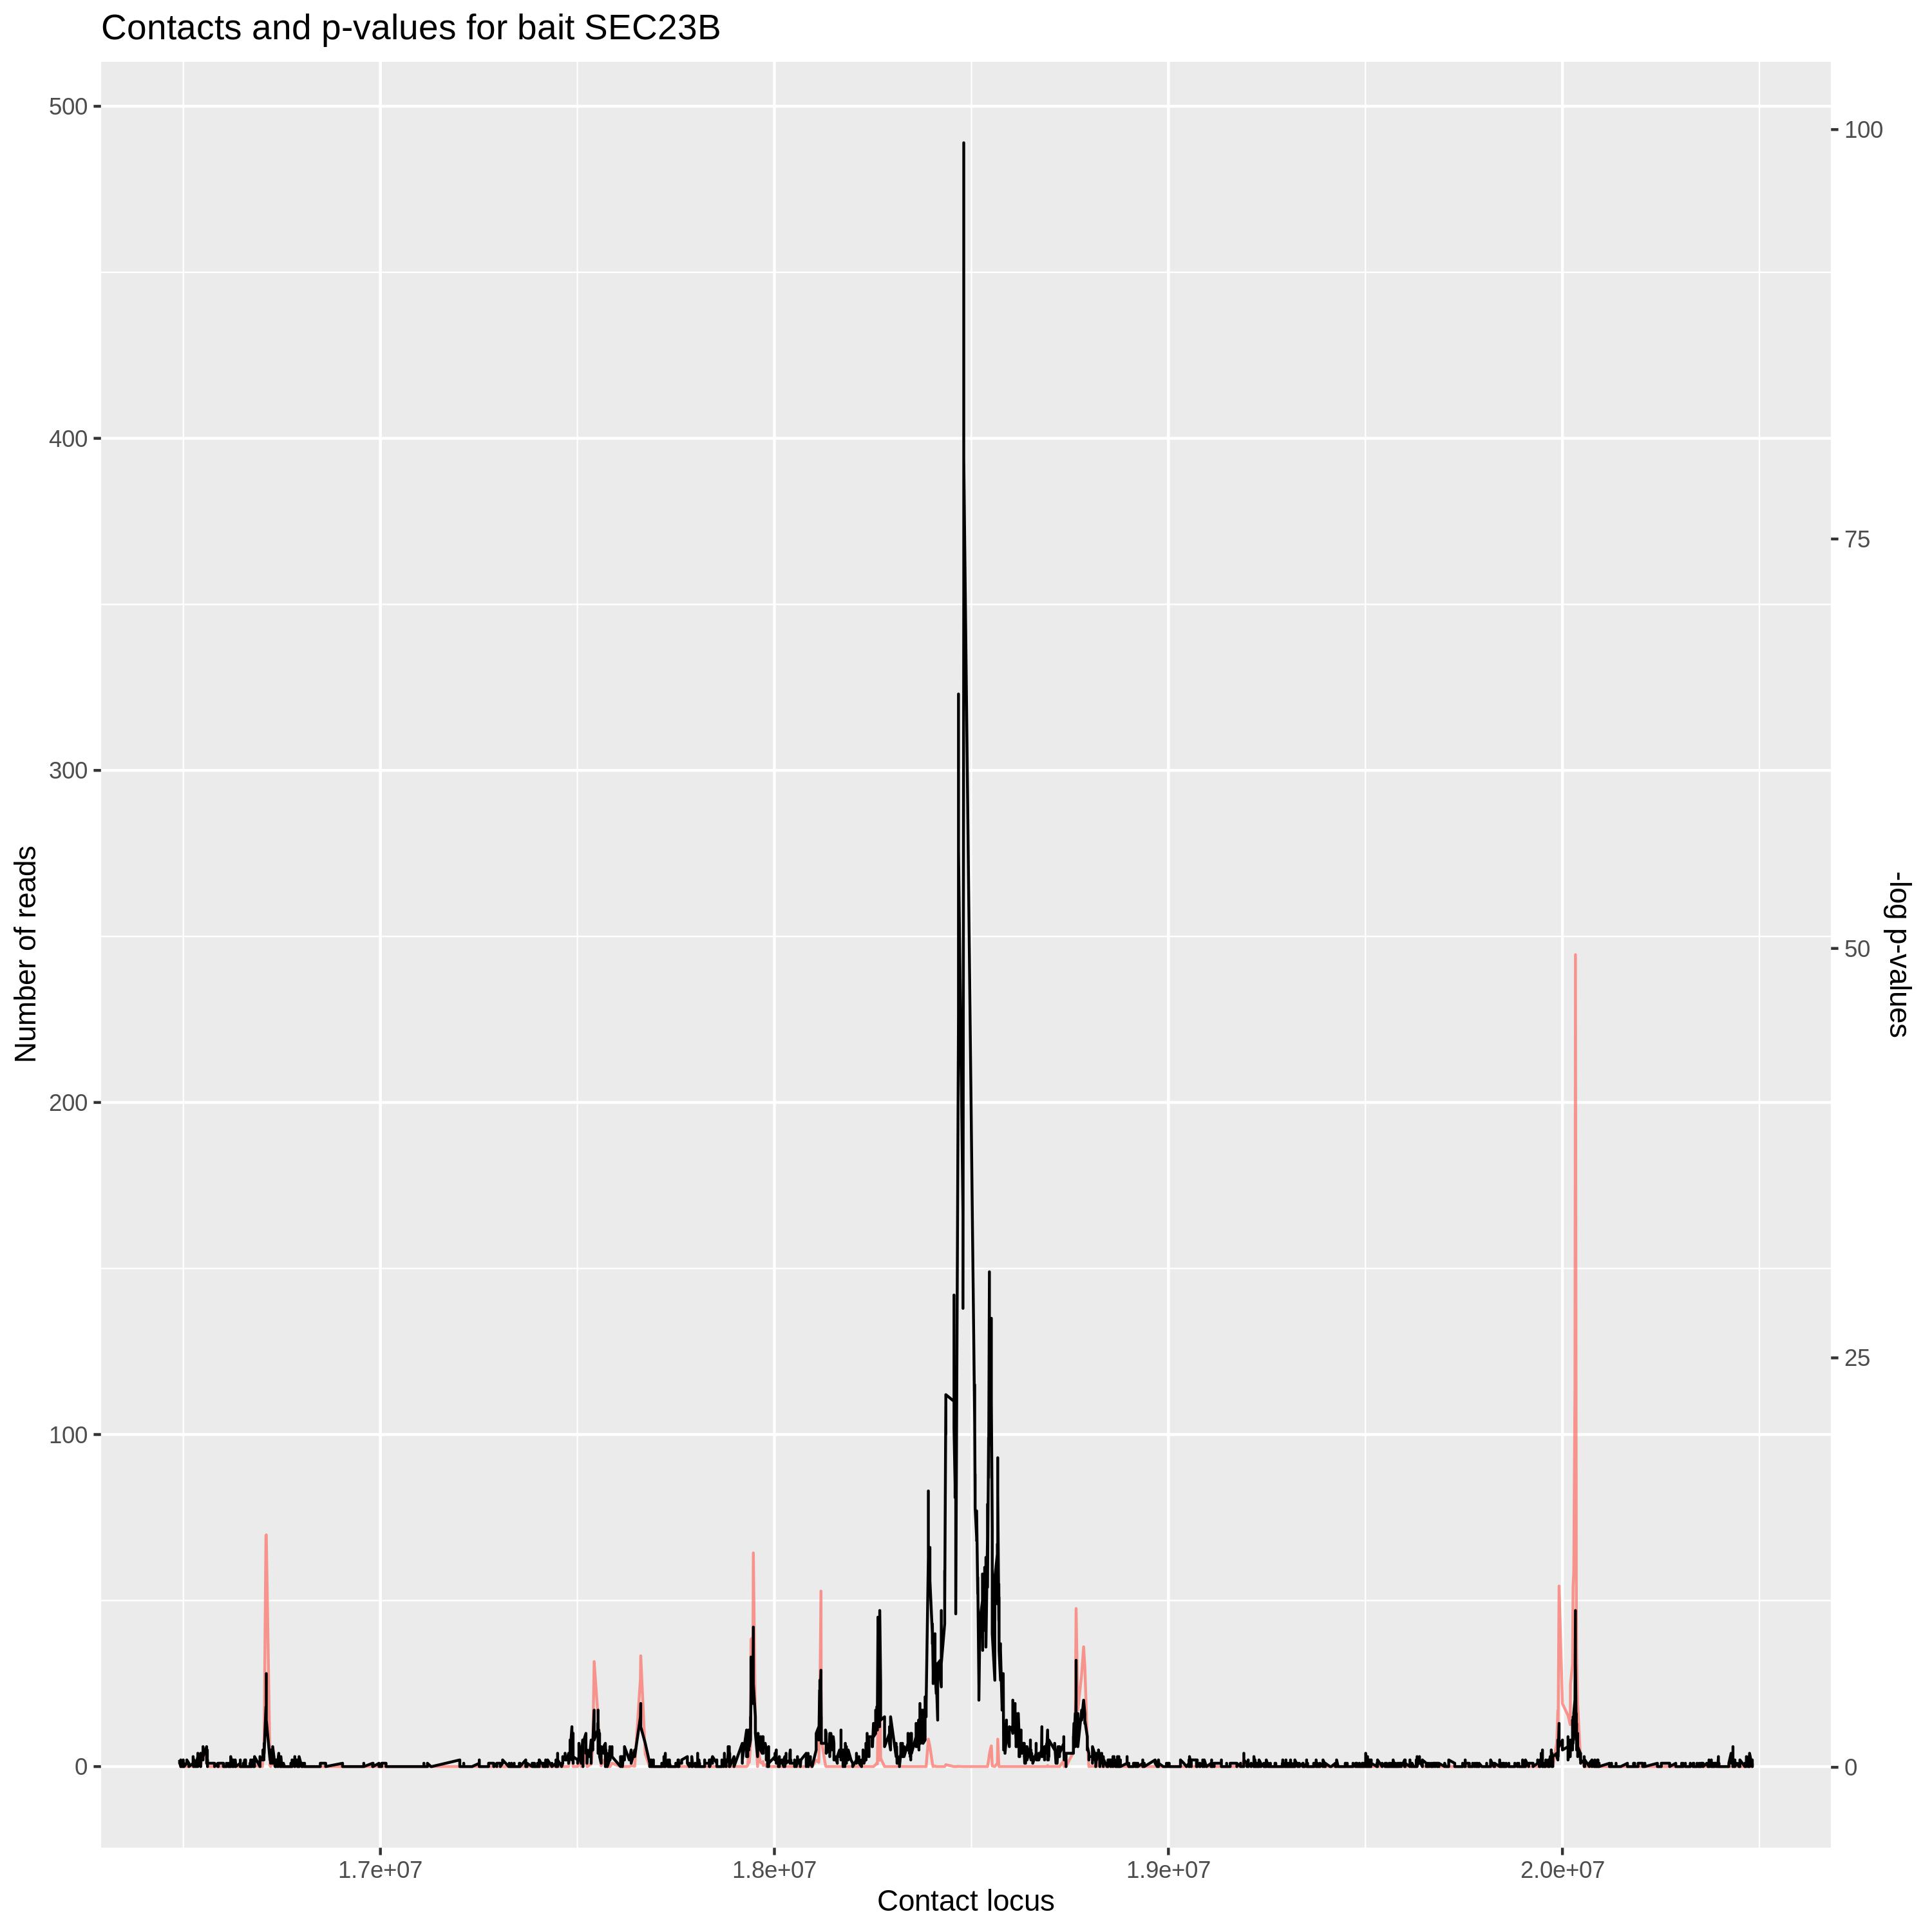 Contacts and p-values for bait SEC23B
500
400
300
200
100
0
Number of reads
100
75
50
25
0
-log p-values
1.7e+07
1.8e+07
1.9e+07
2.0e+07
Contact locus